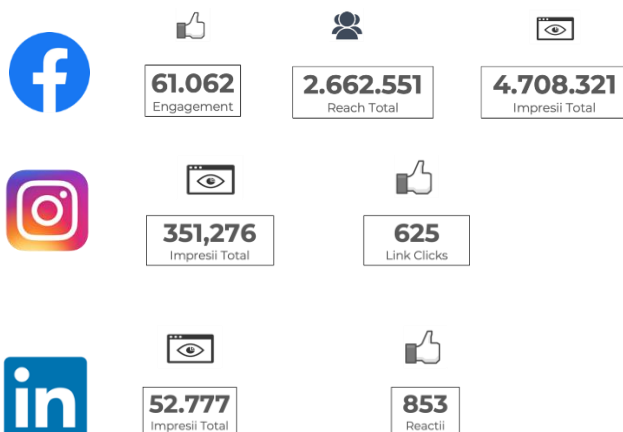 61.062
Engagement
2.662.551
Reach Total
4.708.321
Impresii Total
351,276
Impresii Total
625
Link Clicks
in
52.777
Impresii Total
853
Reactii